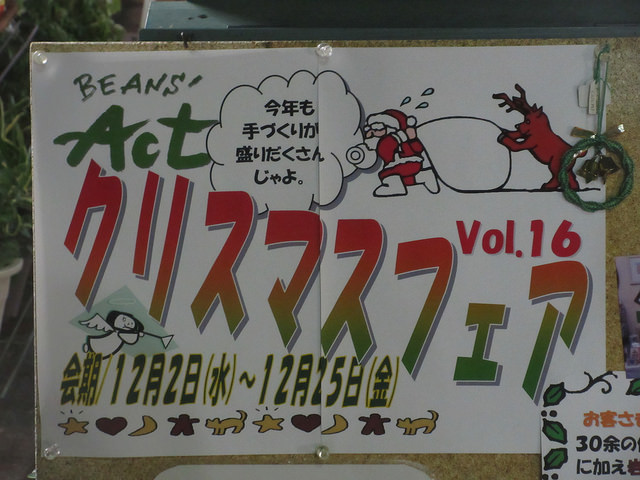 BEANS'
Act
今年も
手づくりが
盛りだくさん
じゃよ。
クリスマスフェア
Vol.16
会期/12月2日(水)～12月25日(金)
お客さ
30余の
に加え